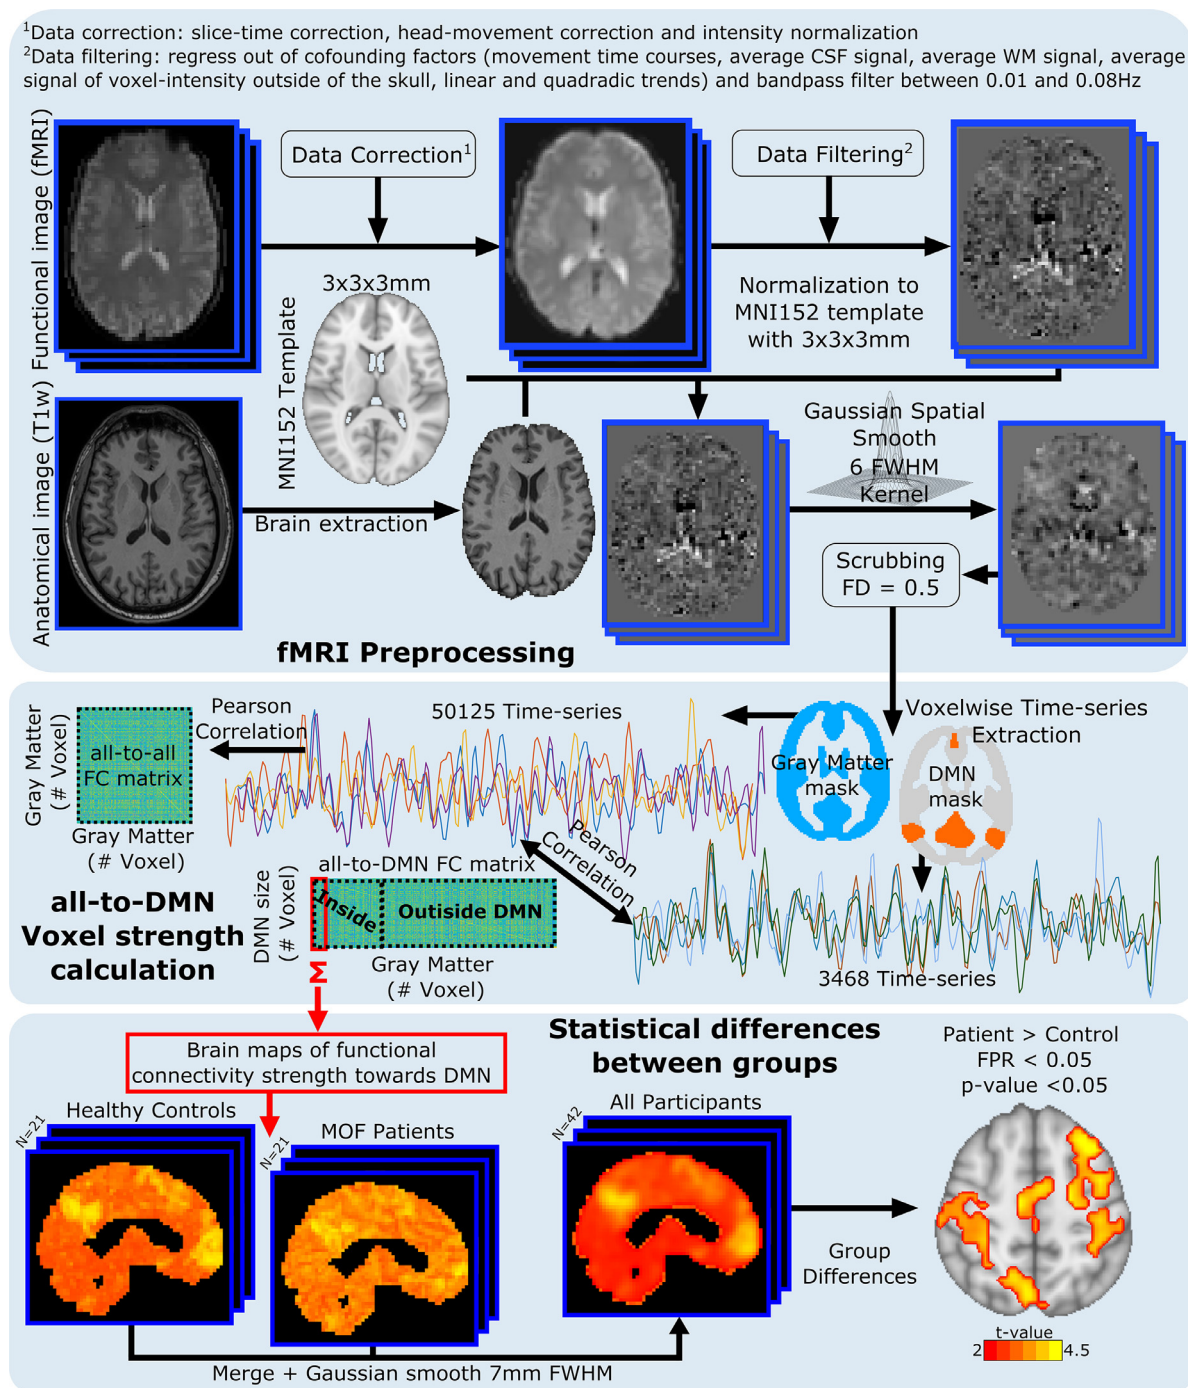 ¹Data correction: slice-time correction, head-movement correction and intensity normalization
²Data filtering: regress out of cofounding factors (movement time courses, average CSF signal, average WM signal, average
signal of voxel-intensity outside of the skull, linear and quadradic trends) and bandpass filter between 0.01 and 0.08Hz
Functional image (fMRI)
Data Correction¹
Data Filtering²
3x3x3mm
MNI152 Template
Normalization to
MNI152 template
with 3x3x3mm
Anatomical image (T1w)
Brain extraction
Gaussian Spatial
Smooth
6 FWHM
Kernel
Scrubbing
FD = 0.5
fMRI Preprocessing
Gray Matter
(# Voxel)
all-to-all
FC matrix
Gray Matter
(# Voxel)
Pearson
Correlation
50125 Time-series
Gray Matter
mask
Voxelwise Time-series
Extraction
DMN
mask
Pearson
Correlation
all-to-DMN FC matrix
DMN size
(# Voxel)
Inside
Outiside DMN
Gray Matter
(# Voxel)
Σ
3468 Time-series
all-to-DMN
Voxel strength
calculation
Statistical differences
between groups
Brain maps of functional
connectivity strength towards DMN
Healthy Controls
N=21
MOF Patients
N=21
All Participants
N=42
Patient > Control
FPR < 0.05
p-value <0.05
Group
Differences
t-value
2
4.5
Merge + Gaussian smooth 7mm FWHM